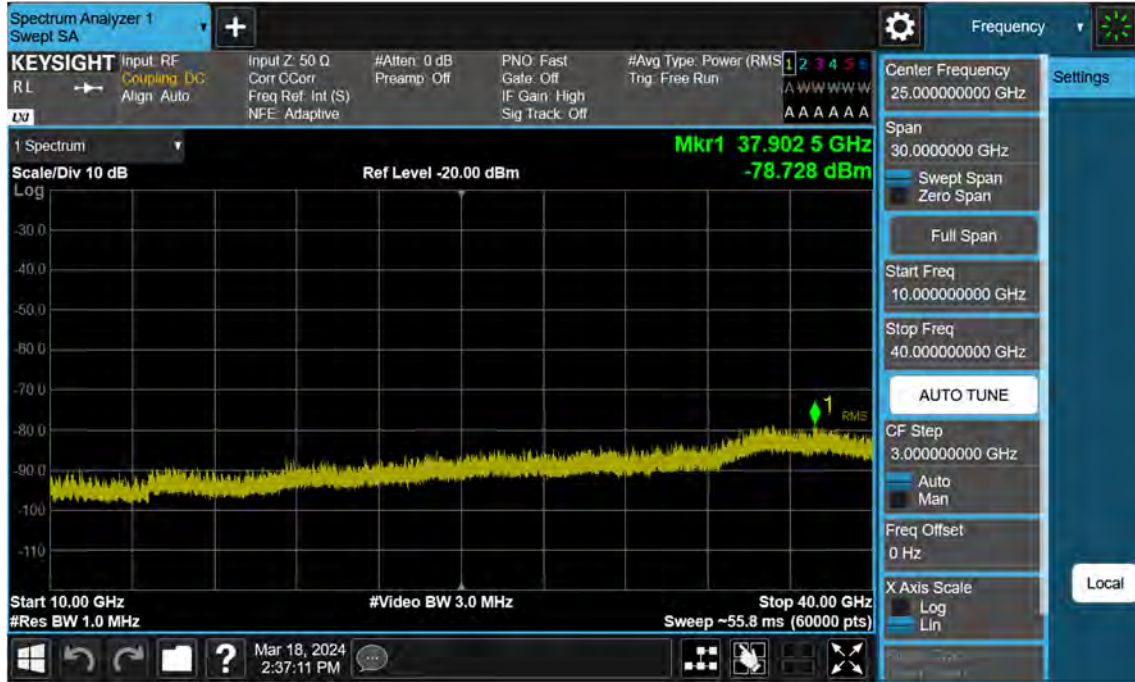 Spectrum Analyzer 1
Swept SA
Frequency
KEYSIGHT
RL
LXI
Input: RF
Coupling: DC
Align: Auto
Input Z: 50 Ω
Corr CCorr
Freq Ref: Int (S)
NFE: Adaptive
#Atten: 0 dB
Preamp: Off
PNO: Fast
Gate: Off
IF Gain: High
Sig Track: Off
#Avg Type: Power (RMS
Trig: Free Run
1 2 3 4 5 6
A W W W W W
A A A A A A
1 Spectrum
Scale/Div 10 dB
Log
Ref Level -20.00 dBm
Mkr1 37.902 5 GHz
-78.728 dBm
-30.0
-40.0
-50.0
-60.0
-70.0
-80.0
-90.0
-100
-110
1
RMS
Start 10.00 GHz
#Res BW 1.0 MHz
#Video BW 3.0 MHz
Stop 40.00 GHz
Sweep ~55.8 ms (60000 pts)
Center Frequency
25.000000000 GHz
Span
30.0000000 GHz
Swept Span
Zero Span
Full Span
Start Freq
10.000000000 GHz
Stop Freq
40.000000000 GHz
AUTO TUNE
CF Step
3.000000000 GHz
Auto
Man
Freq Offset
0 Hz
X Axis Scale
Log
Lin
Settings
Local
?
Mar 18, 2024
2:37:11 PM